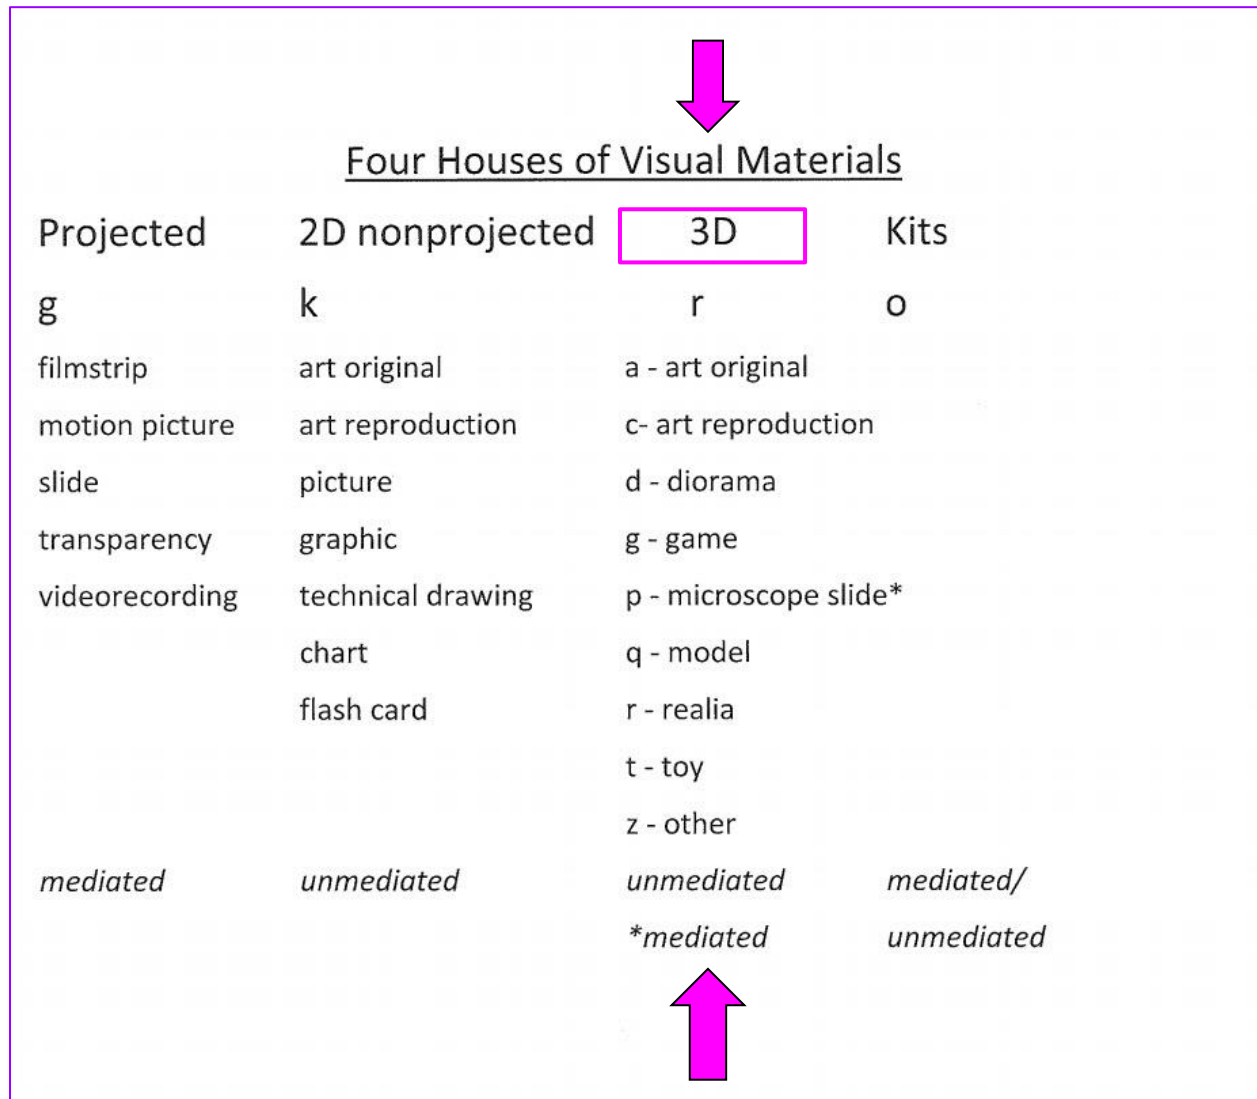 Four Houses of Visual Materials
Projected 2D nonprojected 3D Kits
g k r o
filmstrip art original a - art original
motion picture art reproduction c- art reproduction
slide picture d - diorama
transparency graphic g - game
videorecording technical drawing p - microscope slide*
chart q - model
flash card r - realia
t - toy
z - other
mediated unmediated unmediated mediated/
*mediated unmediated